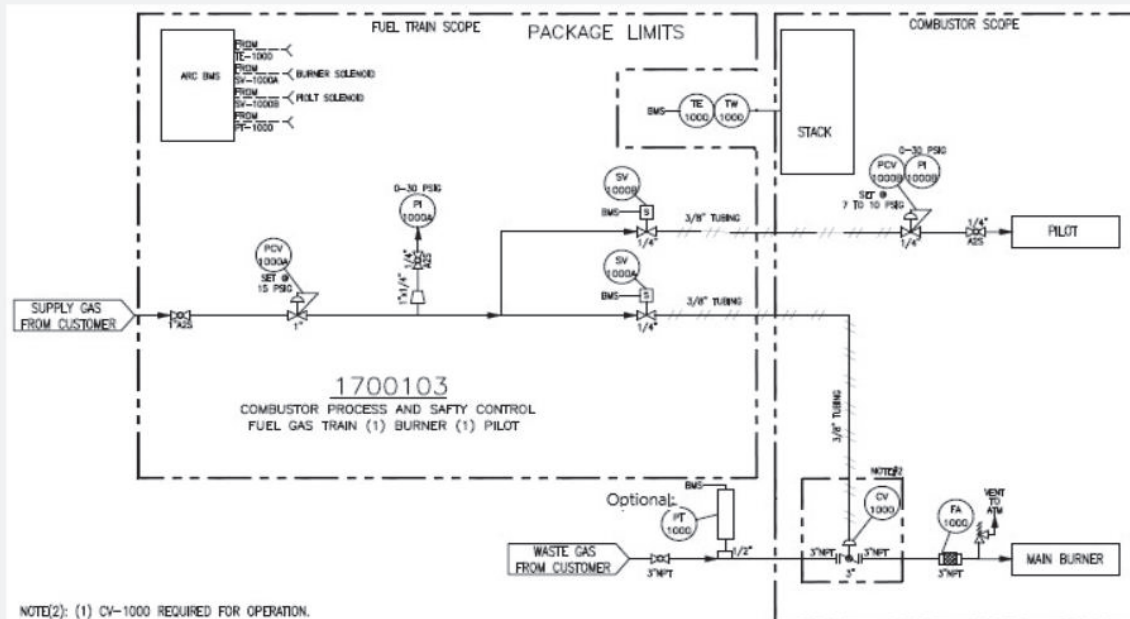 FUEL TRAIN SCOPE
PACKAGE LIMITS
COMBUSTOR SCOPE
ARC BMS
FROM
TE-1000
FROM
SV-1000A
BURNER SOLENOID
FROM
SV-1000B
PIOLT SOLENOID
FROM
PT-1000
BMS
TE
1000
TW
1000
STACK
0-30 PSIG
PCV
1000B
PI
1000B
SET @
7 TO 10 PSIG
1/4"
1/4"
A2S
PILOT
SV
1000B
BMS
S
1/4"
3/8" TUBING
0-30 PSIG
PI
1000A
1/4"
A2S
1"x1/4"
PCV
1000A
SET @
15 PSIG
1"
SV
1000A
BMS
S
1/4"
3/8" TUBING
SUPPLY GAS
FROM CUSTOMER
1"A2S
1700103
COMBUSTOR PROCESS AND SAFTY CONTROL
FUEL GAS TRAIN (1) BURNER (1) PILOT
3/8" TUBING
NOTE#2
BMS
Optional:
PT
1000
1/2"
CV
1000
FA
1000
VENT
TO
ATM
WASTE GAS
FROM CUSTOMER
3"NPT
3"NPT
3"
3"NPT
3"NPT
MAIN BURNER
NOTE(2): (1) CV-1000 REQUIRED FOR OPERATION.